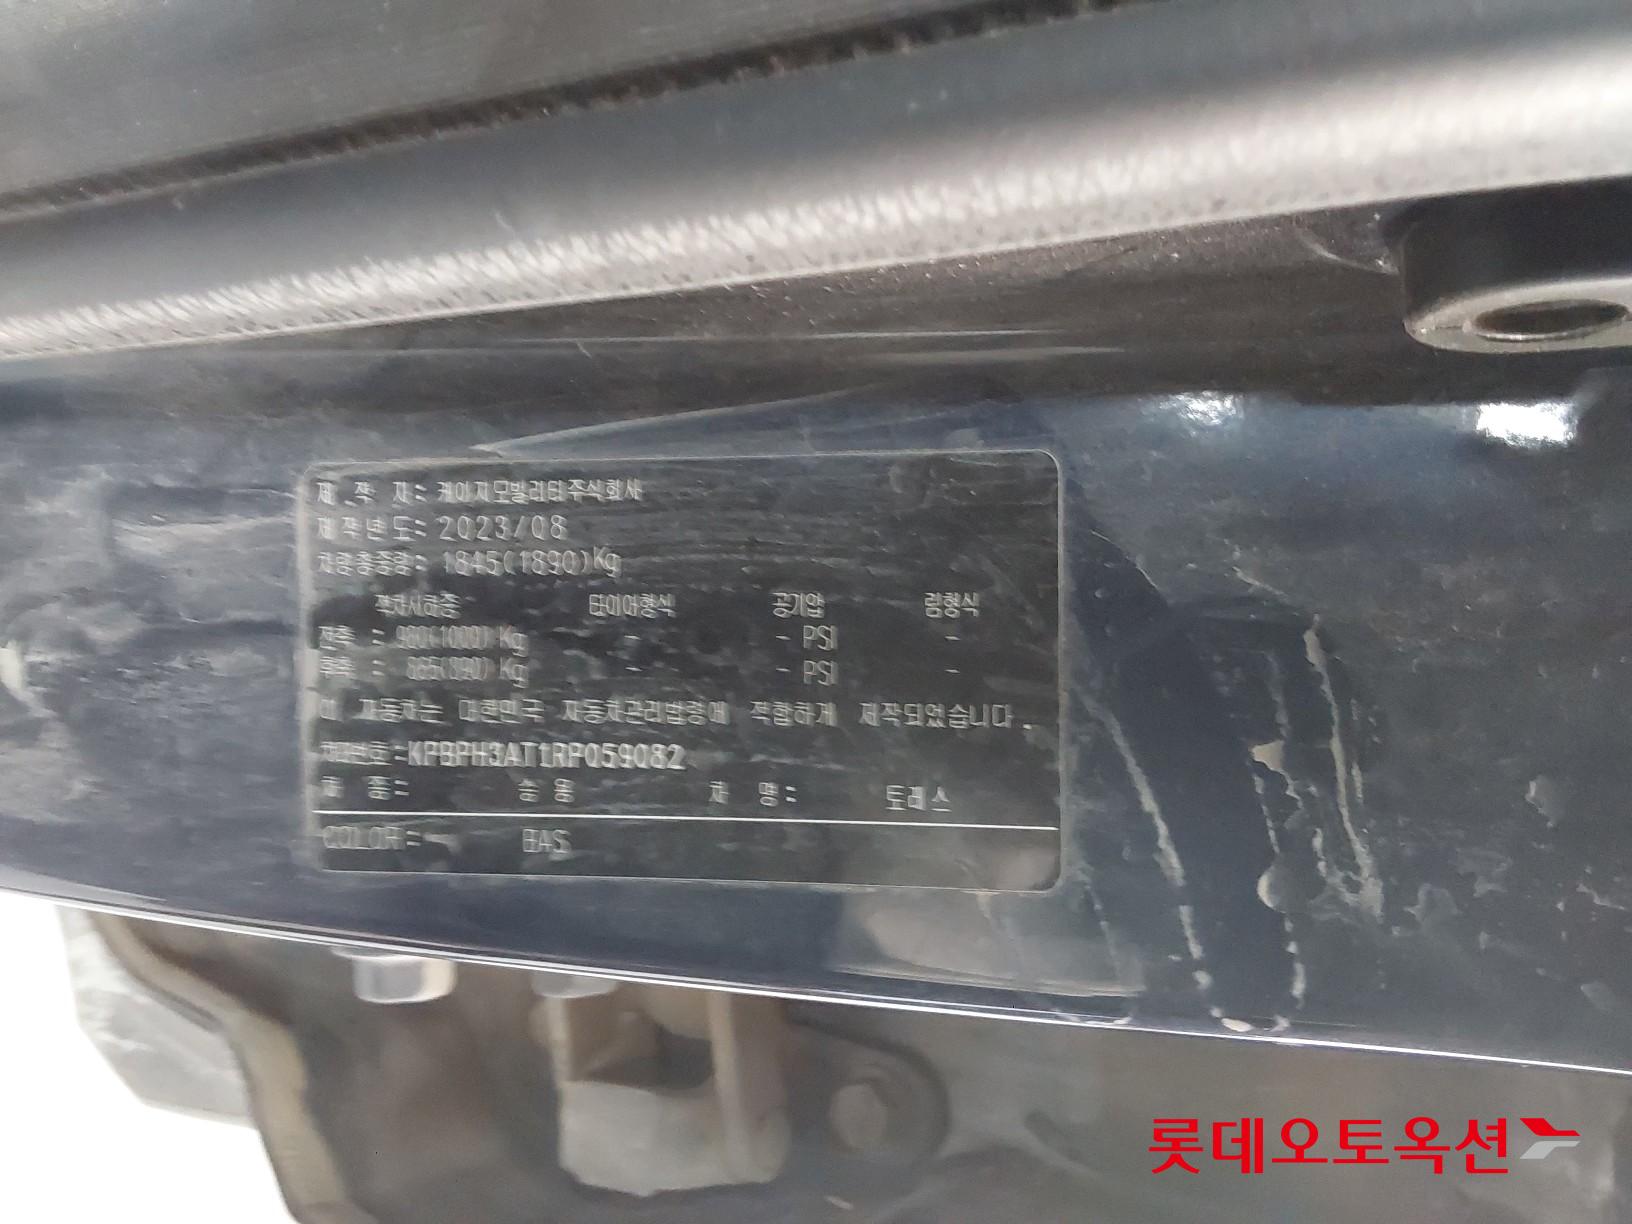 제 작 자: 케이지모빌리티주식회사
제작년도: 2023/08
차량총중량: 1845(1890)Kg
적차시하중 타이어형식 공기압 림형식
전축 : 980(1000) Kg - - PSI -
후축 : 865(890) Kg - - PSI -
이 자동차는 대한민국 자동차관리법령에 적합하게 제작되었습니다.
차대번호:KPBPH3AT1RP059082
차 종: 승용 차 명: 토레스
COLOR: BAS
롯데오토옥션